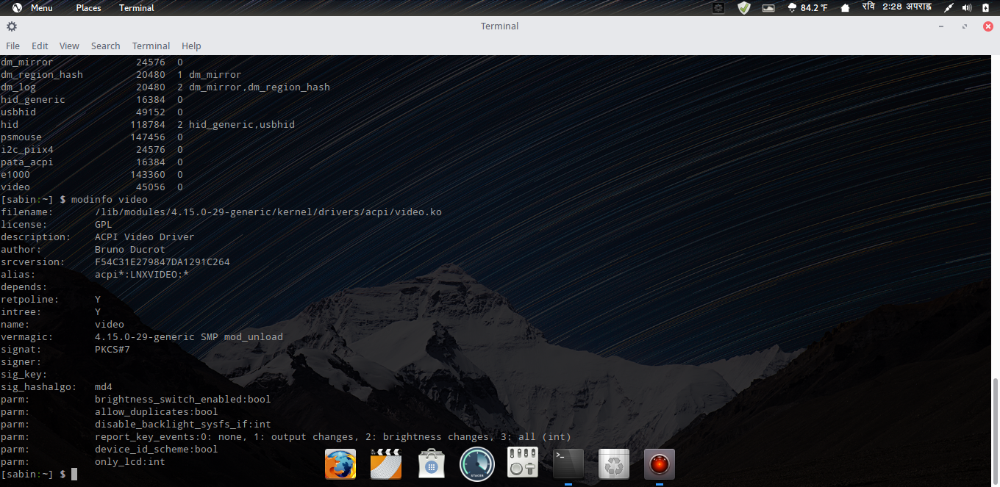 Menu Places Terminal 84.2 °F रवि 2:28 अपराह्न
Terminal
File Edit View Search Terminal Help
dm_mirror 24576 0
dm_region_hash 20480 1 dm_mirror
dm_log 20480 2 dm_mirror,dm_region_hash
hid_generic 16384 0
usbhid 49152 0
hid 118784 2 hid_generic,usbhid
psmouse 147456 0
i2c_piix4 24576 0
pata_acpi 16384 0
e1000 143360 0
video 45056 0
[sabin:~] $ modinfo video
filename: /lib/modules/4.15.0-29-generic/kernel/drivers/acpi/video.ko
license: GPL
description: ACPI Video Driver
author: Bruno Ducrot
srcversion: F54C31E279847DA1291C264
alias: acpi*:LNXVIDEO:*
depends:
retpoline: Y
intree: Y
name: video
vermagic: 4.15.0-29-generic SMP mod_unload
signat: PKCS#7
signer:
sig_key:
sig_hashalgo: md4
parm: brightness_switch_enabled:bool
parm: allow_duplicates:bool
parm: disable_backlight_sysfs_if:int
parm: report_key_events:0: none, 1: output changes, 2: brightness changes, 3: all (int)
parm: device_id_scheme:bool
parm: only_lcd:int
[sabin:~] $
STACER
>_